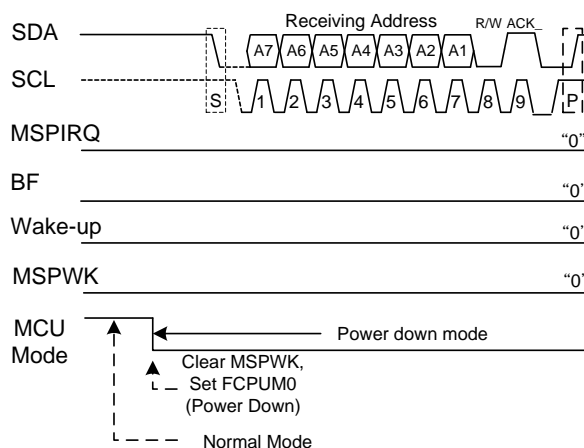 Receiving Address
R/W ACK_
SDA
A7 A6 A5 A4 A3 A2 A1
SCL
S 1 2 3 4 5 6 7 8 9 P
MSPIRQ “0”
BF “0”
Wake-up “0”
MSPWK “0”
MCU
Mode
Power down mode
Clear MSPWK,
Set FCPUM0
(Power Down)
Normal Mode